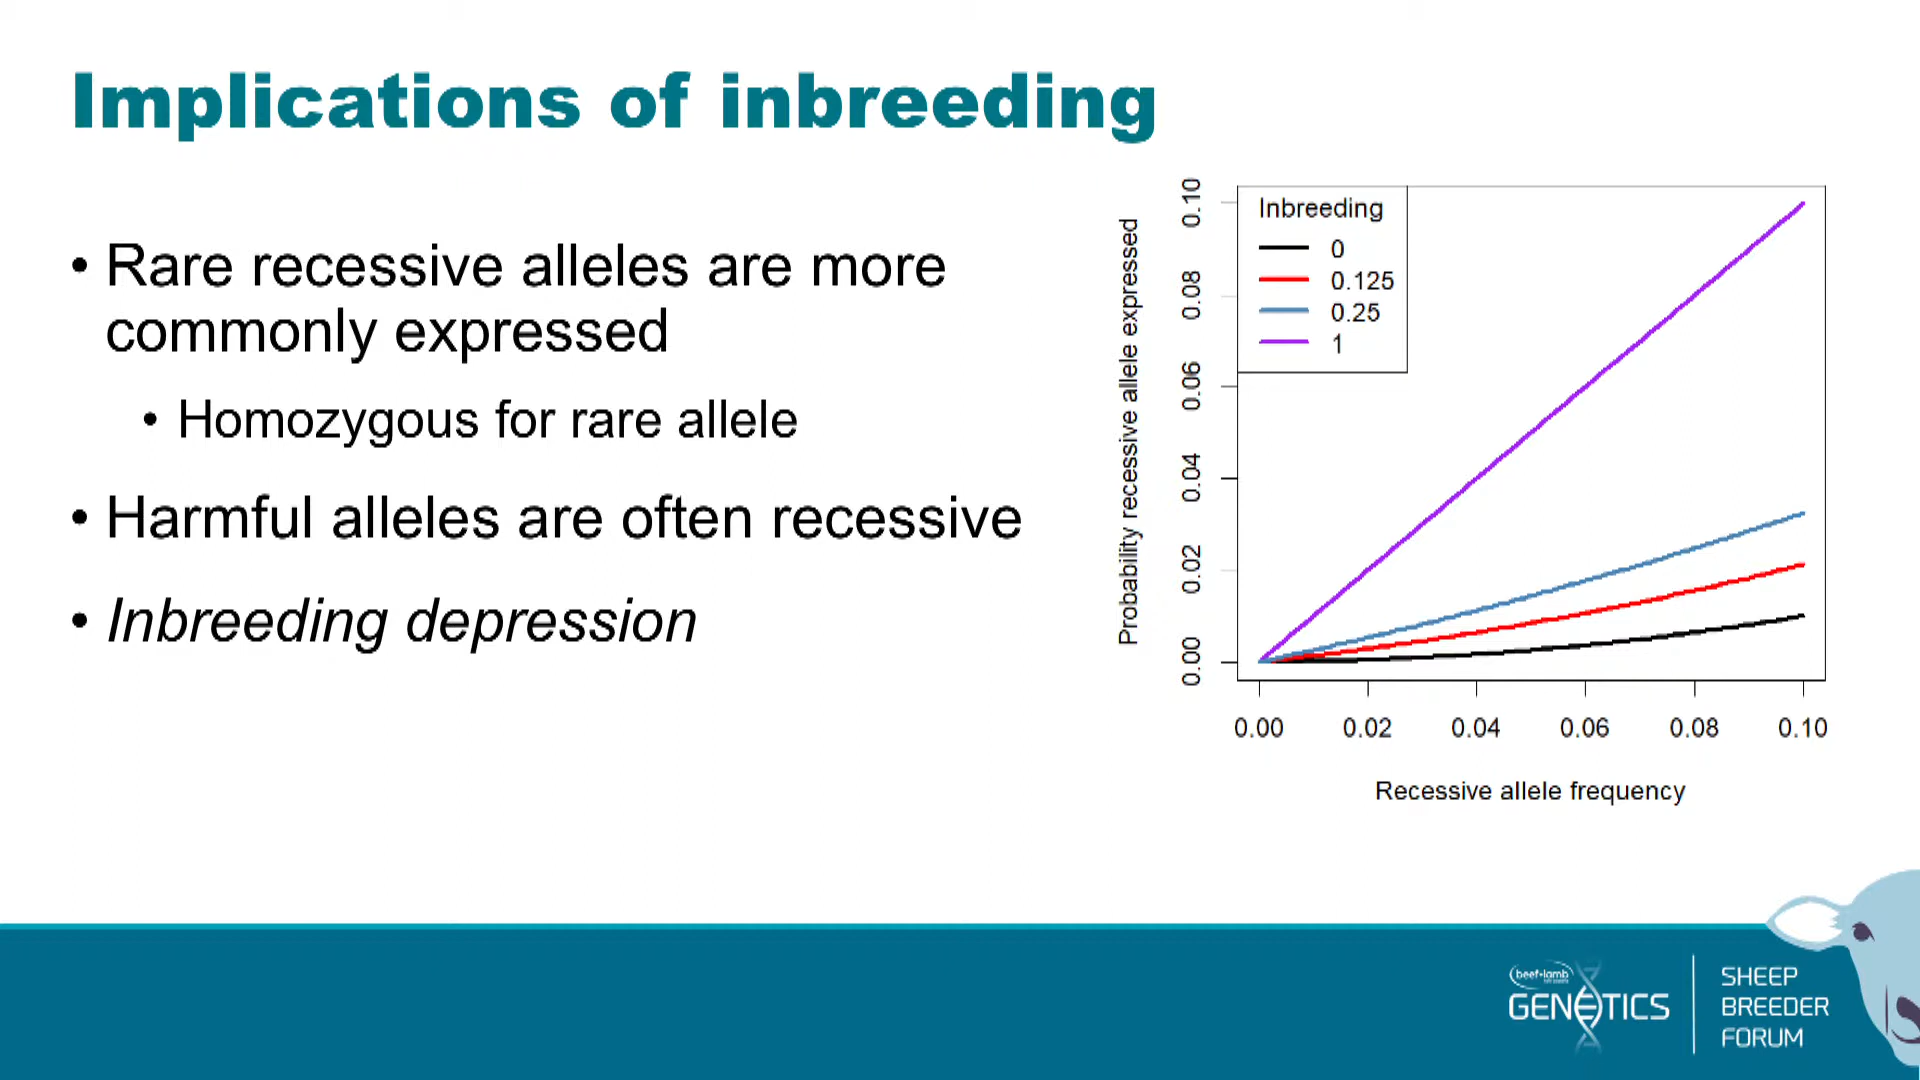 Implications of inbreeding
• Rare recessive alleles are more
commonly expressed
• Homozygous for rare allele
• Harmful alleles are often recessive
• Inbreeding depression
Probability recessive allele expressed
0.00
0.02
0.04
0.06
0.08
0.10
Inbreeding
0
0.125
0.25
1
0.00 0.02 0.04 0.06 0.08 0.10
Recessive allele frequency
beef+lamb
GENETICS
SHEEP
BREEDER
FORUM